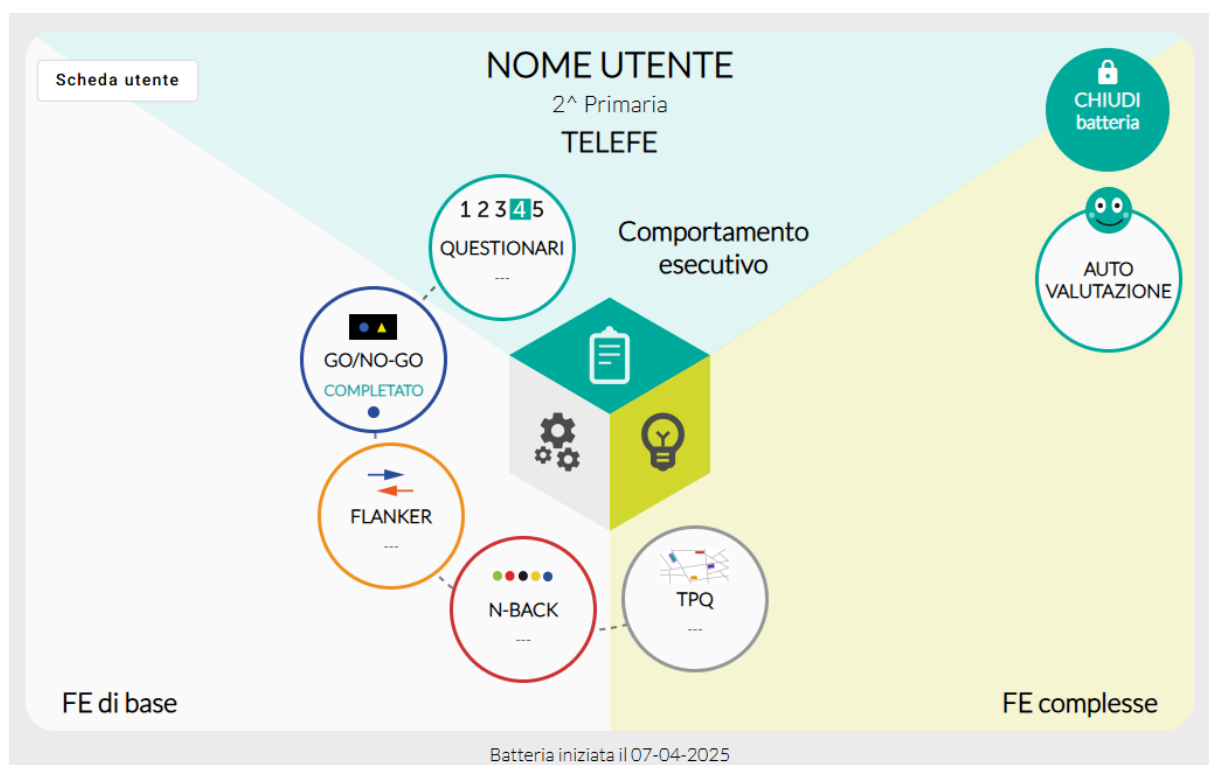 Scheda utente
NOME UTENTE
2^ Primaria
TELEFE
CHIUDI
batteria
1 2 3 4 5
QUESTIONARI
---
Comportamento
esecutivo
AUTO
VALUTAZIONE
GO/NO-GO
COMPLETATO
FLANKER
---
N-BACK
---
TPQ
---
FE di base
FE complesse
Batteria iniziata il 07-04-2025